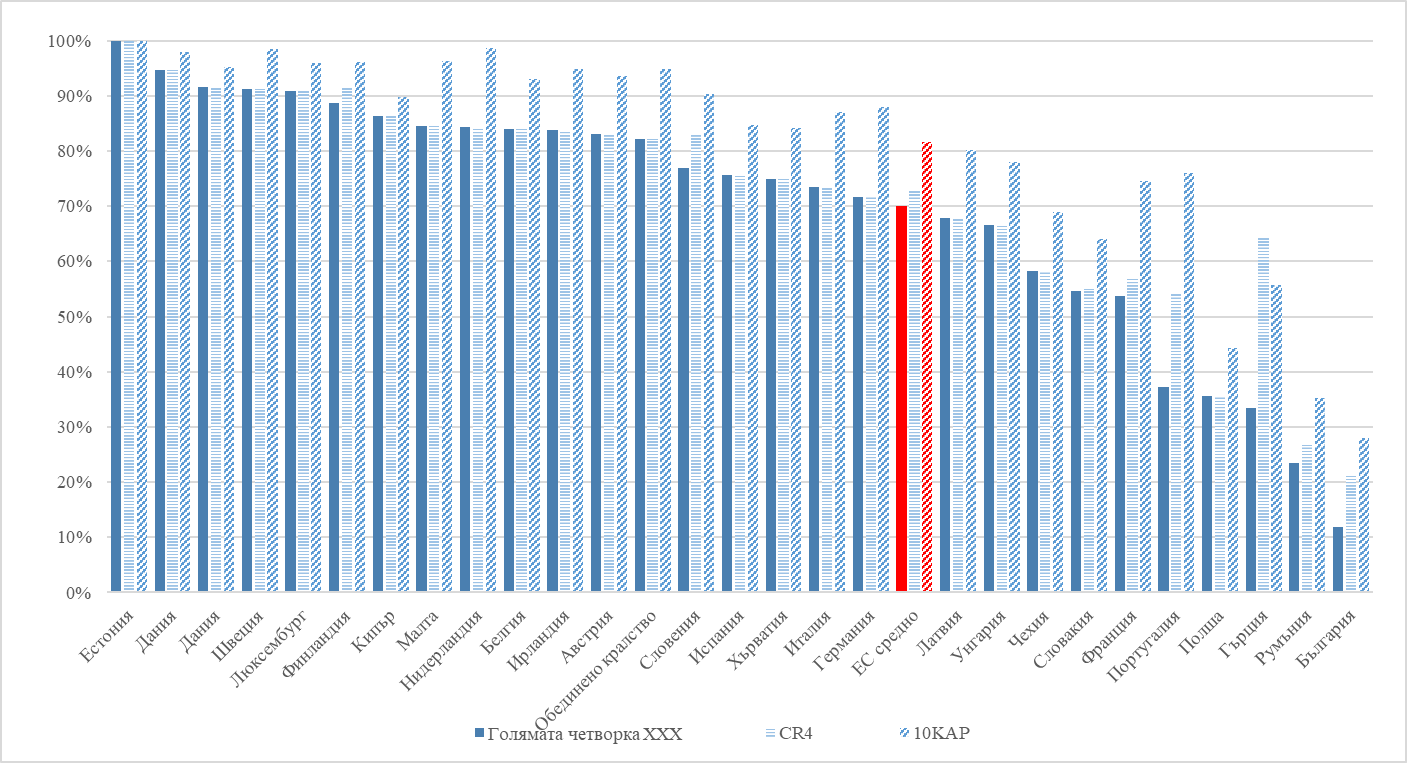 100%
90%
80%
70%
60%
50%
40%
30%
20%
10%
0%
Естония
Дания
Дания
Швеция
Люксембург
Финландия
Кипър
Малта
Нидерландия
Белгия
Ирландия
Австрия
Обединено кралство
Словения
Испания
Хърватия
Италия
Германия
ЕС средно
Латвия
Унгария
Чехия
Словакия
Франция
Португалия
Полша
Гърция
Румъния
България
Голямата четворка XXX
CR4
10KAP